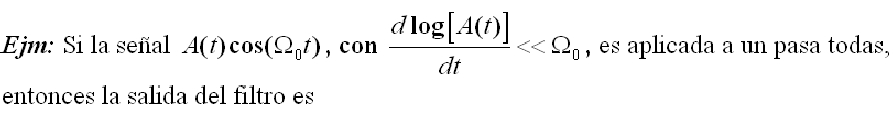 Ejm: Si la señal A(t) cos(Ω₀t), con d log[A(t)] / dt << Ω₀, es aplicada a un pasa todas,
entonces la salida del filtro es